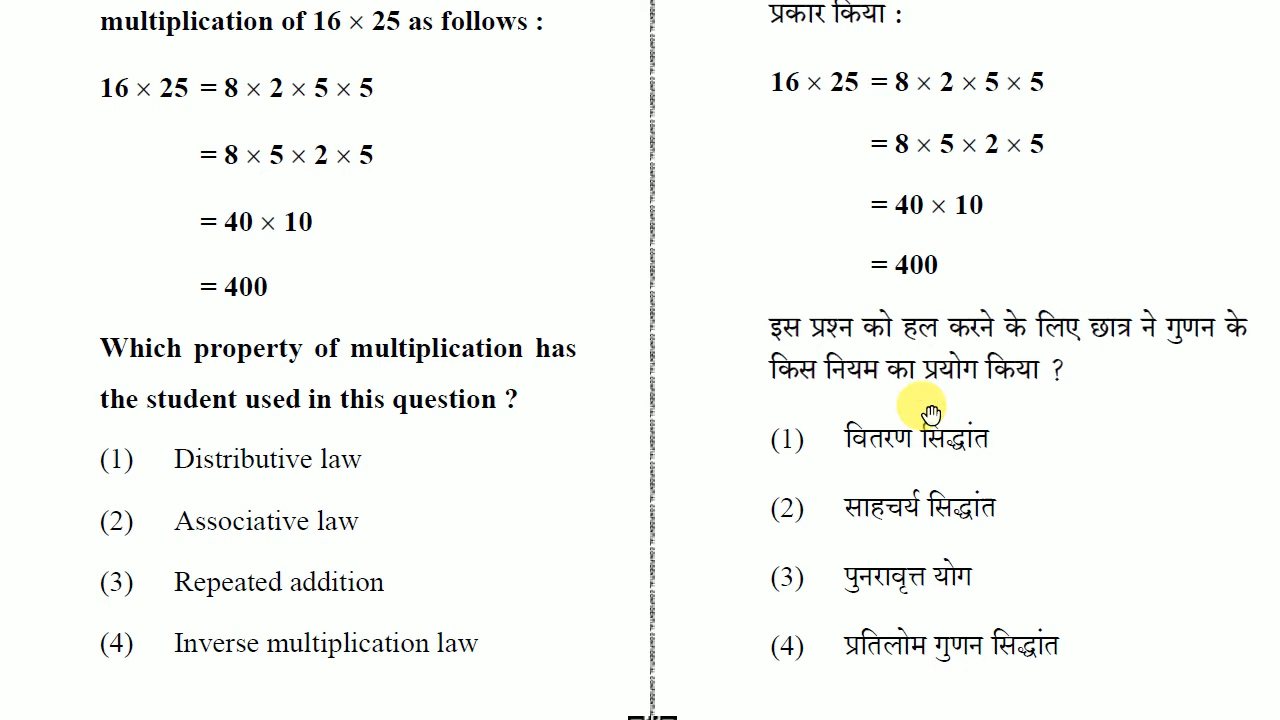 multiplication of 16 × 25 as follows :
16 × 25 = 8 × 2 × 5 × 5
= 8 × 5 × 2 × 5
= 40 × 10
= 400
Which property of multiplication has
the student used in this question ?
(1) Distributive law
(2) Associative law
(3) Repeated addition
(4) Inverse multiplication law
प्रकार किया :
16 × 25 = 8 × 2 × 5 × 5
= 8 × 5 × 2 × 5
= 40 × 10
= 400
इस प्रश्न को हल करने के लिए छात्र ने गुणन के
किस नियम का प्रयोग किया ?
(1) वितरण सिद्धांत
(2) साहचर्य सिद्धांत
(3) पुनरावृत्त योग
(4) प्रतिलोम गुणन सिद्धांत